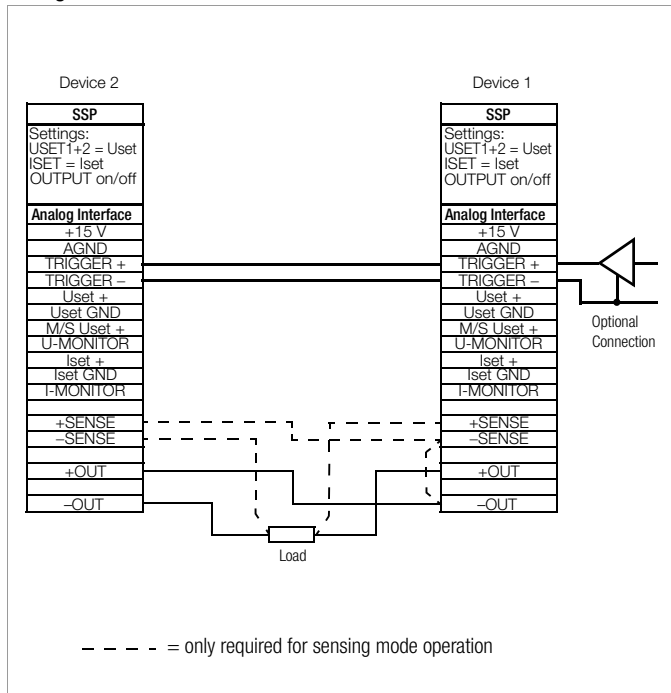 Device 2
SSP
Settings:
USET1+2 = Uset
ISET = Iset
OUTPUT on/off
Analog Interface
+15 V
AGND
TRIGGER +
TRIGGER –
Uset +
Uset GND
M/S Uset +
U-MONITOR
Iset +
Iset GND
I-MONITOR
+SENSE
–SENSE
+OUT
–OUT
Device 1
SSP
Settings:
USET1+2 = Uset
ISET = Iset
OUTPUT on/off
Analog Interface
+15 V
AGND
TRIGGER +
TRIGGER –
Uset +
Uset GND
M/S Uset +
U-MONITOR
Iset +
Iset GND
I-MONITOR
+SENSE
–SENSE
+OUT
–OUT
Optional
Connection
Load
= only required for sensing mode operation